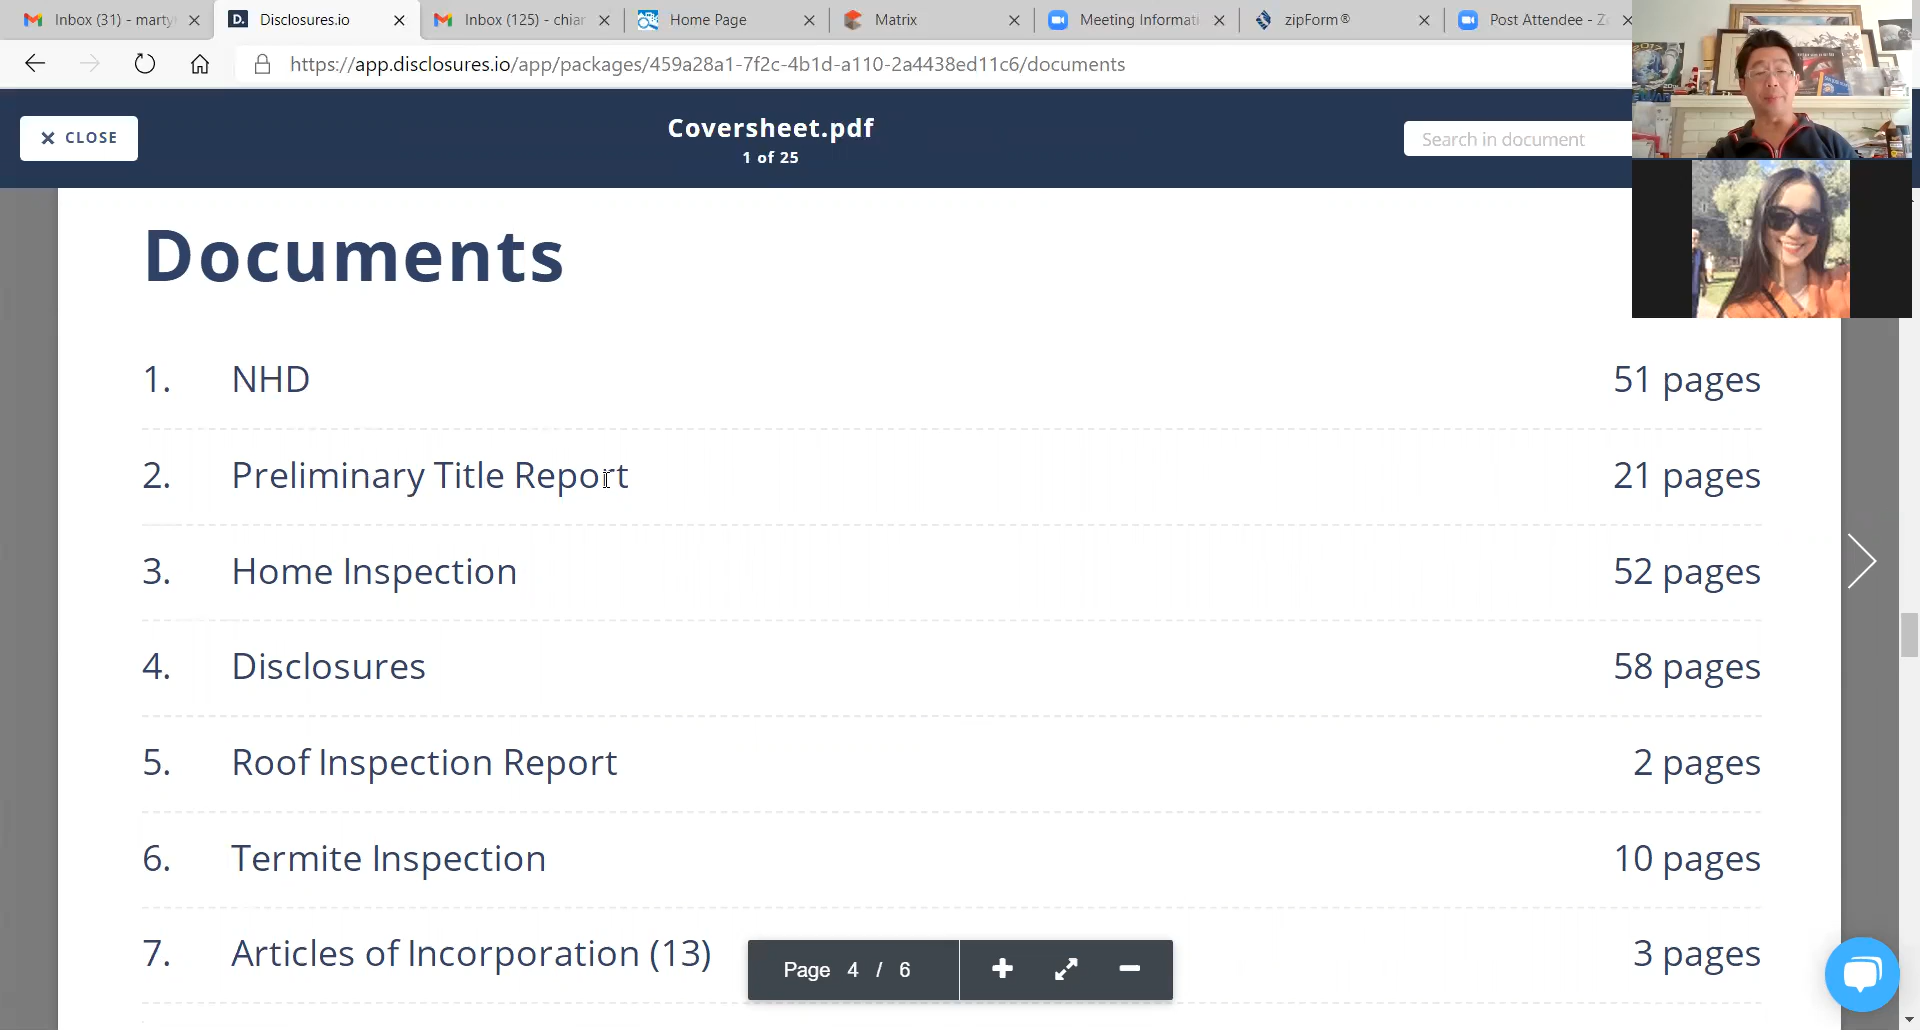 Inbox (31) - marty
Disclosures.io
Inbox (125) - chiar
Home Page
Matrix
Meeting Informati
zipForm®
Post Attendee - Zo
https://app.disclosures.io/app/packages/459a28a1-7f2c-4b1d-a110-2a4438ed11c6/documents
CLOSE
Coversheet.pdf
1 of 25
Search in document
2017
Documents
1. NHD 51 pages
2. Preliminary Title Report 21 pages
3. Home Inspection 52 pages
4. Disclosures 58 pages
5. Roof Inspection Report 2 pages
6. Termite Inspection 10 pages
7. Articles of Incorporation (13) 3 pages
Page 4 / 6